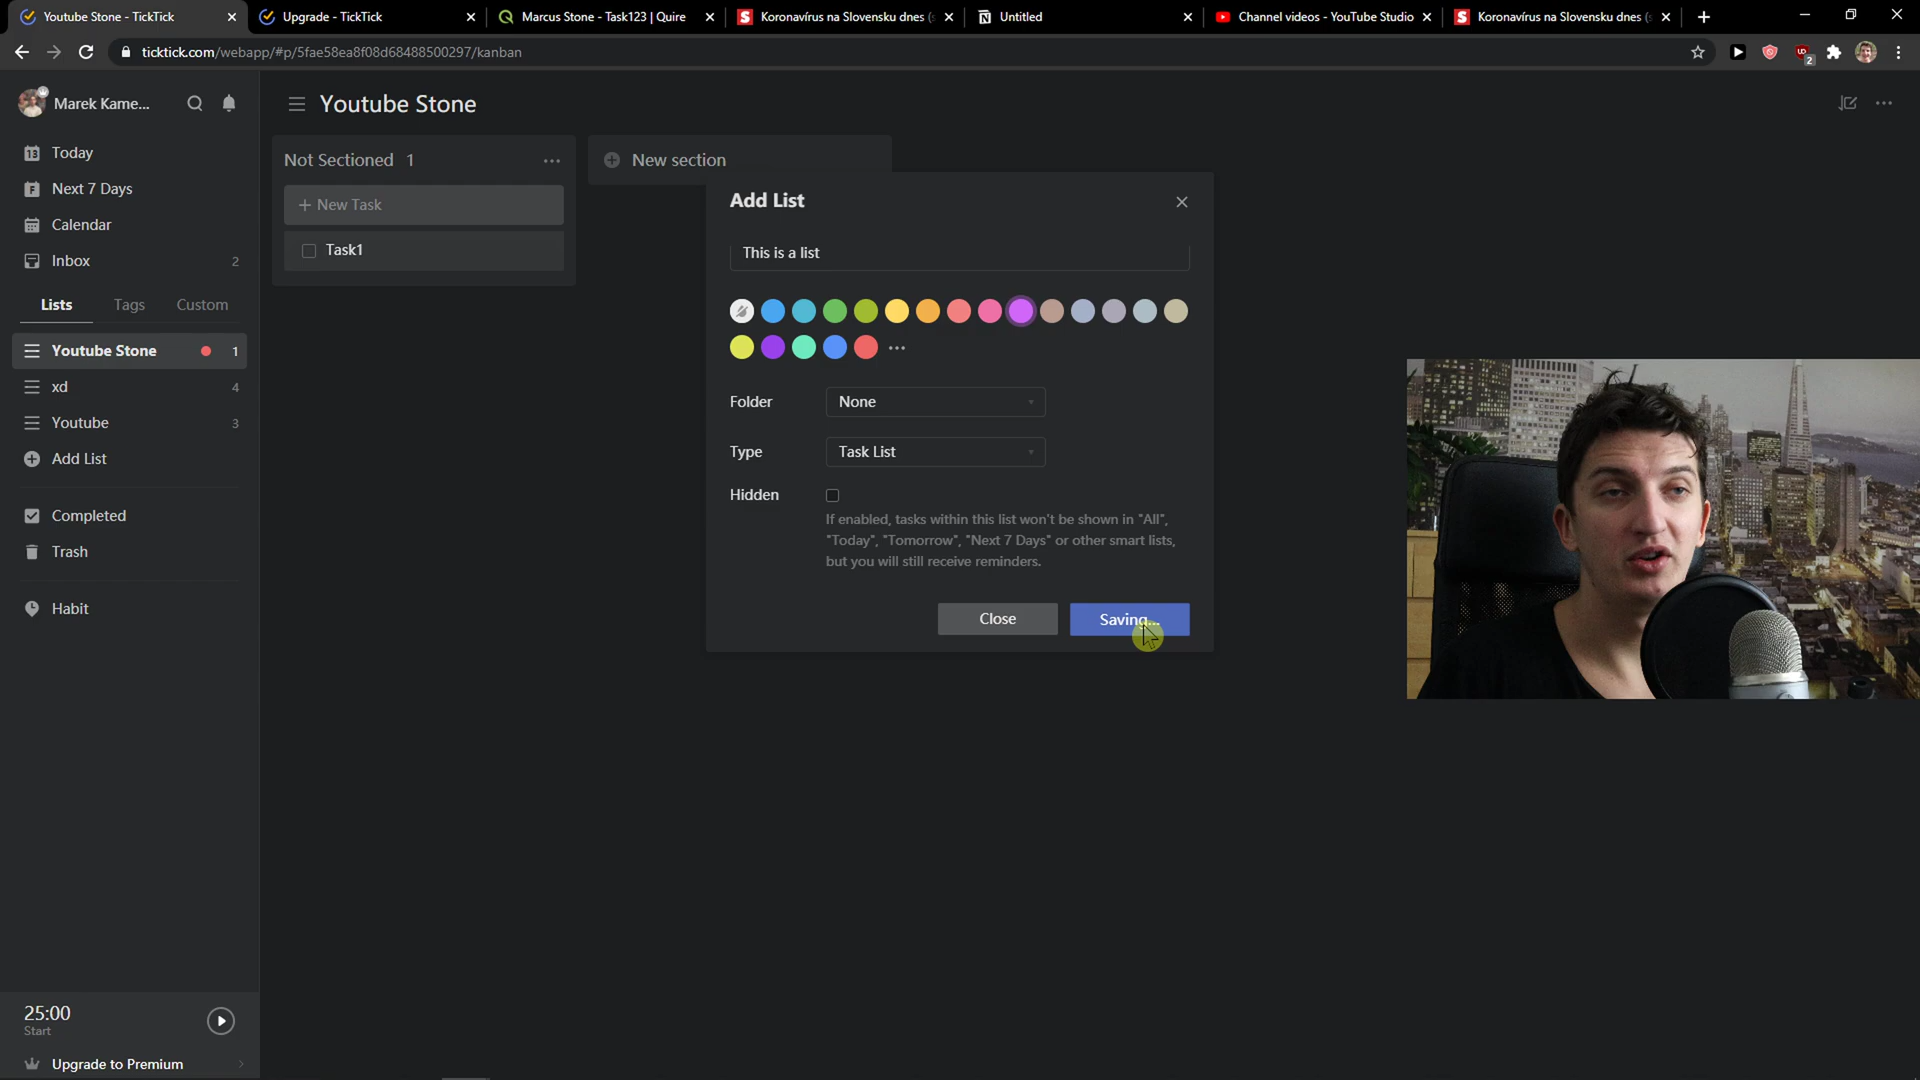 Youtube Stone - TickTick
Upgrade - TickTick
Marcus Stone - Task123 | Quire
Koronavírus na Slovensku dnes (
Untitled
Channel videos - YouTube Studio
Koronavírus na Slovensku dnes (
ticktick.com/webapp/#p/5fae58ea8f08d68488500297/kanban
2
Marek Kame...
Youtube Stone
13 Today
Next 7 Days
Calendar
Inbox 2
Lists Tags Custom
Youtube Stone 1
xd 4
Youtube 3
Add List
Completed
Trash
Habit
25:00
Start
Upgrade to Premium
Not Sectioned 1
+ New Task
Task1
New section
Add List
This is a list
Folder None
Type Task List
Hidden
If enabled, tasks within this list won't be shown in "All",
"Today", "Tomorrow", "Next 7 Days" or other smart lists,
but you will still receive reminders.
Close
Saving...